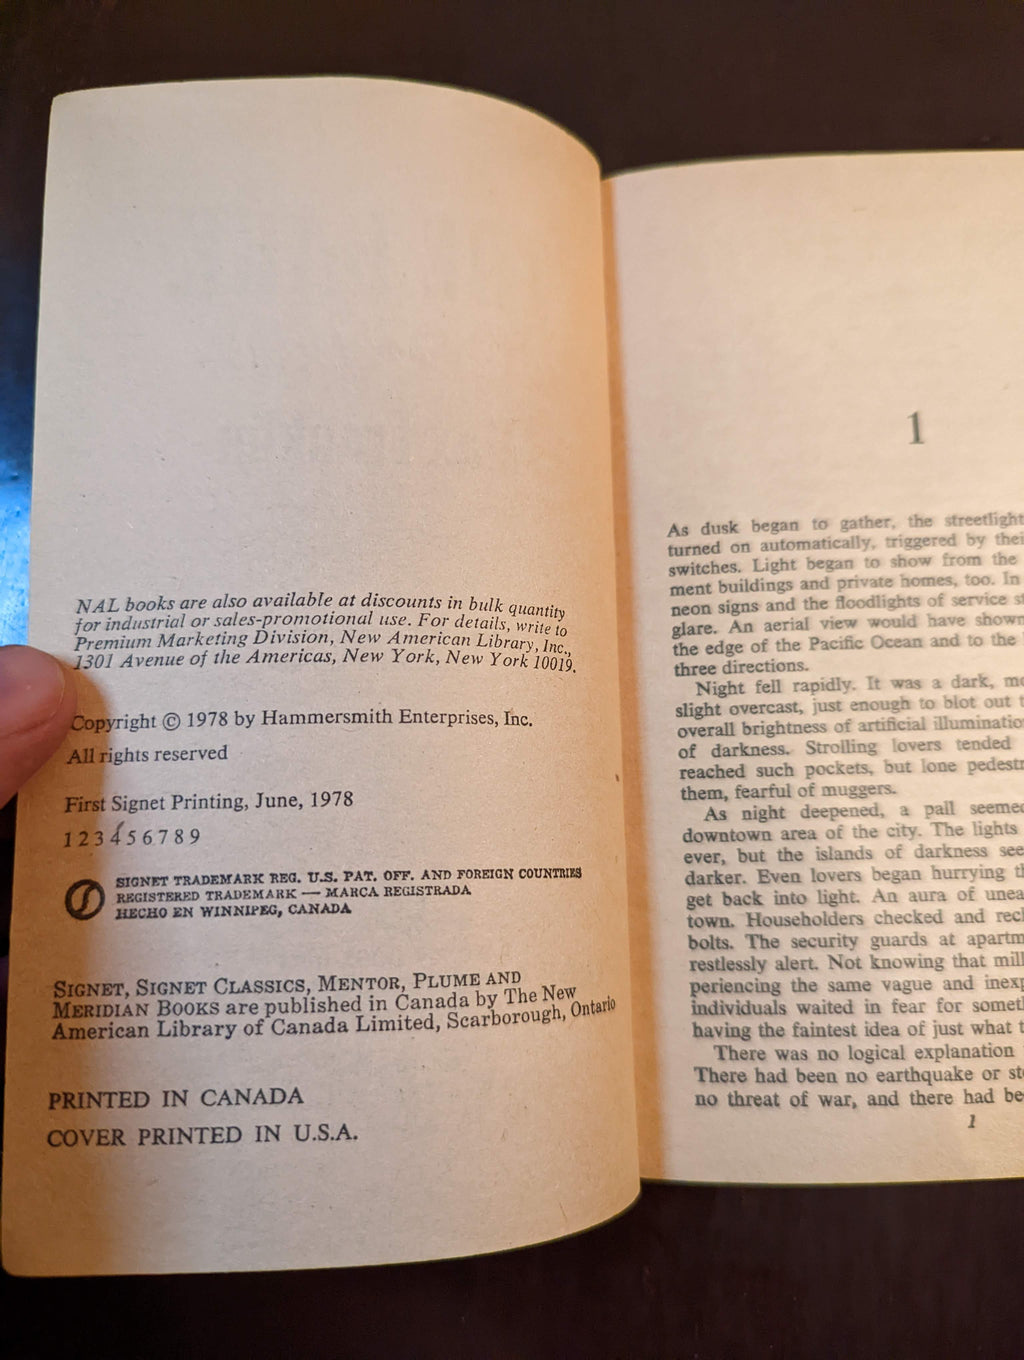 NAL books are also available at discounts in bulk quantity
for industrial or sales-promotional use. For details, write to
Premium Marketing Division, New American Library, Inc.,
1301 Avenue of the Americas, New York, New York 10019.
Copyright © 1978 by Hammersmith Enterprises, Inc.
All rights reserved
First Signet Printing, June, 1978
1 2 3 4 5 6 7 8 9
SIGNET TRADEMARK REG. U.S. PAT. OFF. AND FOREIGN COUNTRIES
REGISTERED TRADEMARK — MARCA REGISTRADA
HECHO EN WINNIPEG, CANADA
SIGNET, SIGNET CLASSICS, MENTOR, PLUME AND
MERIDIAN BOOKS are published in Canada by The New
American Library of Canada Limited, Scarborough, Ontario
PRINTED IN CANADA
COVER PRINTED IN U.S.A.
1
As dusk began to gather, the streetlight
turned on automatically, triggered by thei
switches. Light began to show from the
ment buildings and private homes, too. In
neon signs and the floodlights of service s
glare. An aerial view would have shown
the edge of the Pacific Ocean and to the
three directions.
Night fell rapidly. It was a dark, mo
slight overcast, just enough to blot out t
overall brightness of artificial illuminatio
of darkness. Strolling lovers tended
reached such pockets, but lone pedestr
them, fearful of muggers.
As night deepened, a pall seemed
downtown area of the city. The lights
ever, but the islands of darkness see
darker. Even lovers began hurrying th
get back into light. An aura of unea
town. Householders checked and rech
bolts. The security guards at apartm
restlessly alert. Not knowing that mill
periencing the same vague and inexp
individuals waited in fear for someth
having the faintest idea of just what t
There was no logical explanation
There had been no earthquake or sto
no threat of war, and there had be
1